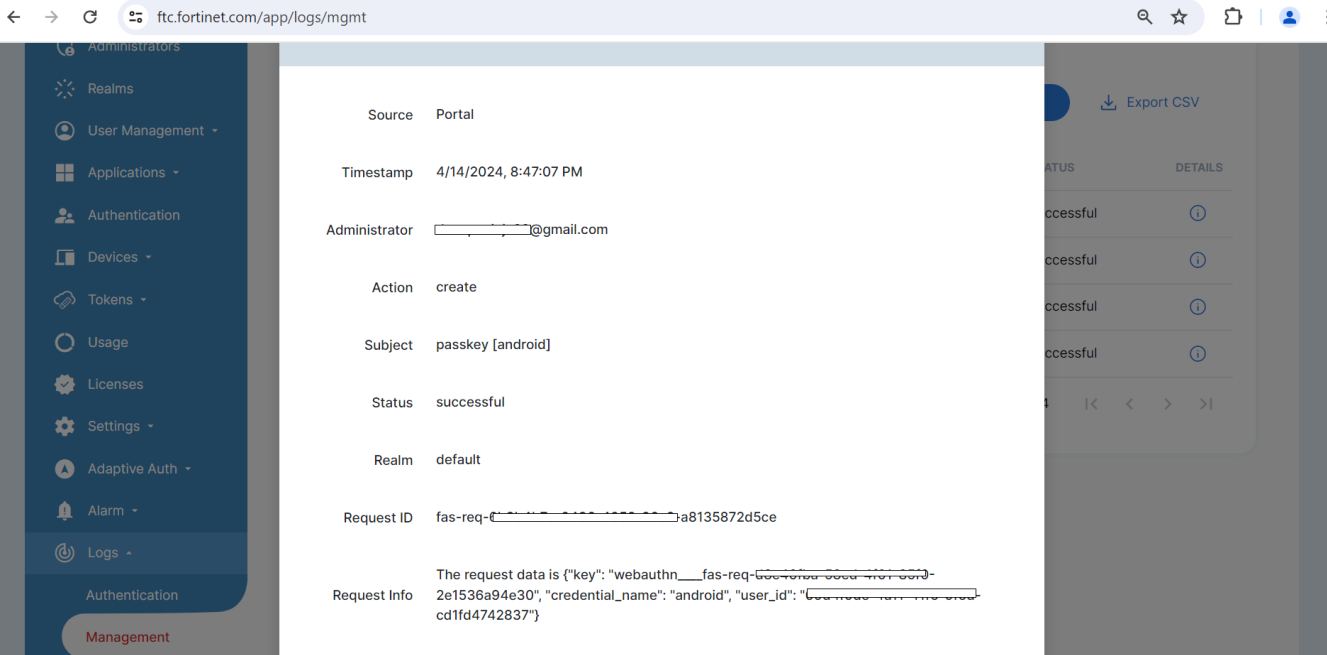 ftc.fortinet.com/app/logs/mgmt
Administrators
Realms
User Management
Applications
Authentication
Devices
Tokens
Usage
Licenses
Settings
Adaptive Auth
Alarm
Logs
Authentication
Management
Source Portal
Timestamp 4/14/2024, 8:47:07 PM
Administrator @gmail.com
Action create
Subject passkey [android]
Status successful
Realm default
Request ID fas-req- -a8135872d5ce
Request Info The request data is {"key": "webauthn____fas-req- -
2e1536a94e30", "credential_name": "android", "user_id": " -
cd1fd4742837"}
Export CSV
ATUS DETAILS
ccessful
ccessful
ccessful
ccessful
4